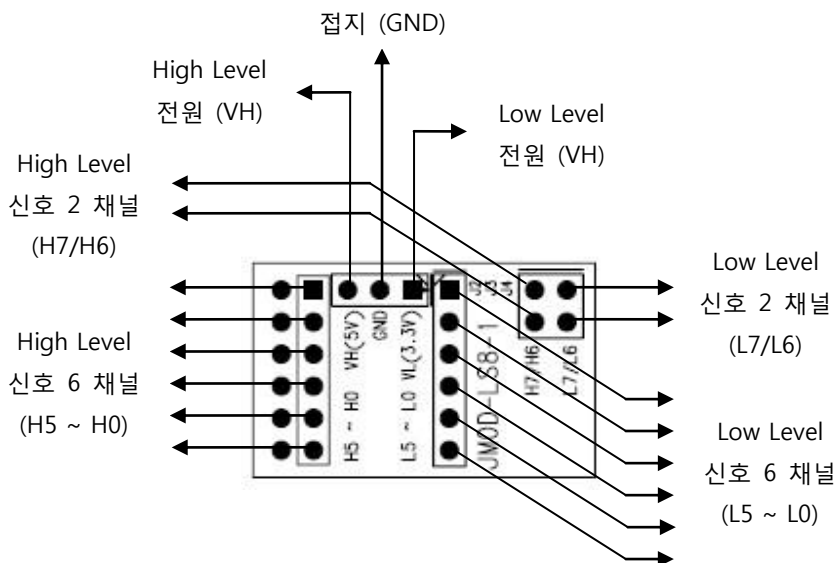 접지 (GND)
High Level
전원 (VH)
Low Level
전원 (VH)
High Level
신호 2 채널
(H7/H6)
Low Level
신호 2 채널
(L7/L6)
High Level
신호 6 채널
(H5 ~ H0)
Low Level
신호 6 채널
(L5 ~ L0)
VH(5V)
GND
VL(3.3V)
H5 ~ H0
L5 ~ L0
JMOD-LS8-1
J2
J3
J4
H7/H6
L7/L6